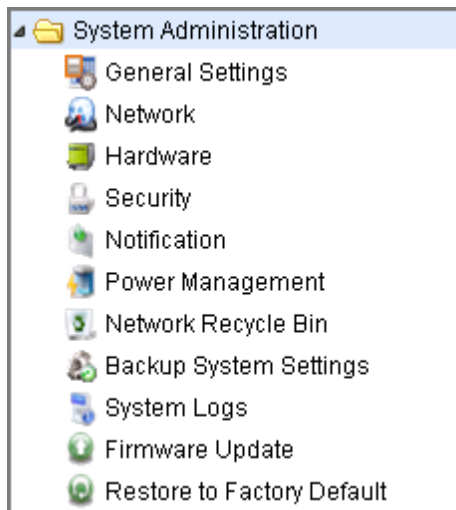 System Administration
General Settings
Network
Hardware
Security
Notification
Power Management
Network Recycle Bin
Backup System Settings
System Logs
Firmware Update
Restore to Factory Default